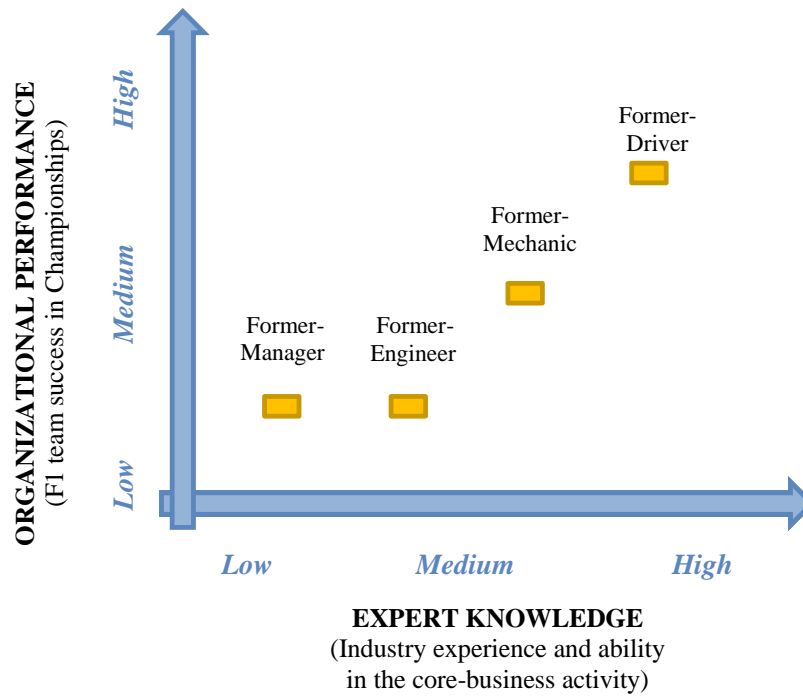 ORGANIZATIONAL PERFORMANCE
(F1 team success in Championships)
High
Medium
Low
Former-
Driver
Former-
Mechanic
Former-
Manager
Former-
Engineer
Low
Medium
High
EXPERT KNOWLEDGE
(Industry experience and ability
in the core-business activity)